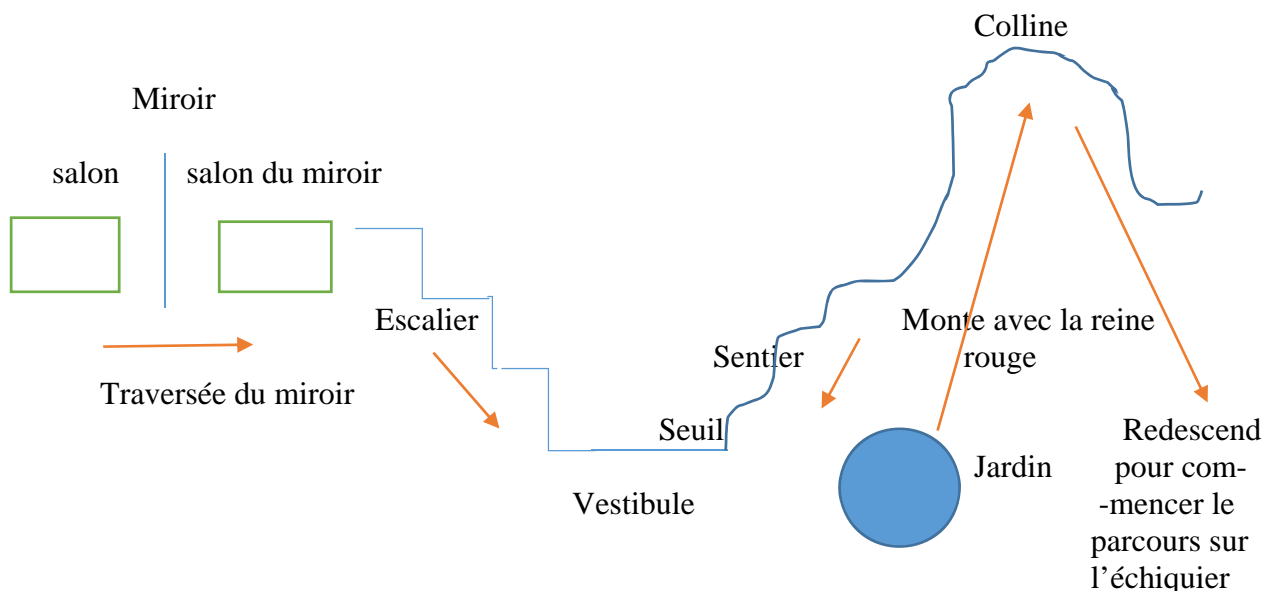 Colline
Miroir
salon
salon du miroir
Escalier
Monte avec la reine
rouge
Sentier
Traversée du miroir
Seuil
Redescend
pour com-
-mencer le
parcours sur
l’échiquier
Jardin
Vestibule